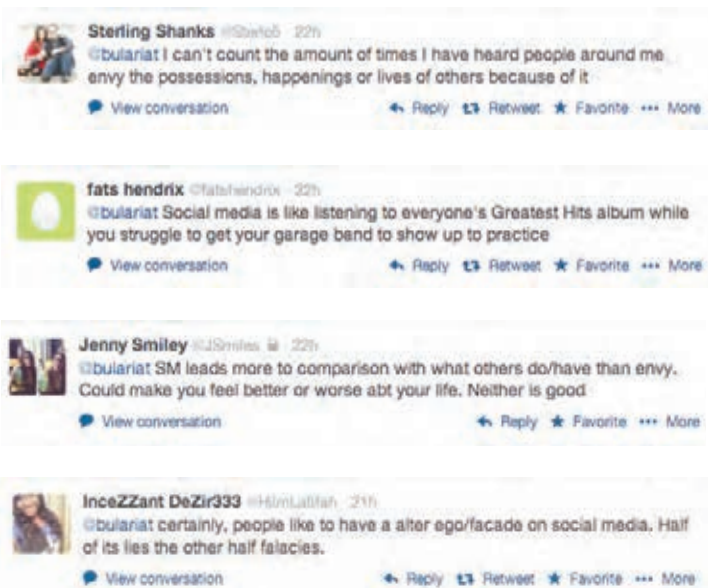 Sterling Shanks 22h
@bulariat I can't count the amount of times I have heard people around me
envy the possessions, happenings or lives of others because of it
View conversation Reply Retweet Favorite More
fats hendrix @fatshendrix 22h
@bulariat Social media is like listening to everyone's Greatest Hits album while
you struggle to get your garage band to show up to practice
View conversation Reply Retweet Favorite More
Jenny Smiley 22h
@bulariat SM leads more to comparison with what others do/have than envy.
Could make you feel better or worse abt your life. Neither is good
View conversation Reply Favorite More
InceZZant DeZir333 21h
@bulariat certainly, people like to have a alter ego/facade on social media. Half
of its lies the other half falacies.
View conversation Reply Retweet Favorite More